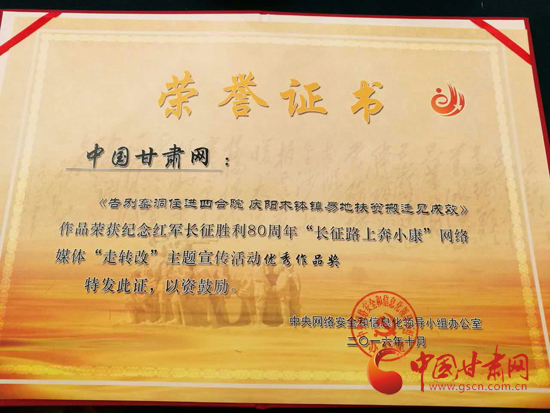 荣誉证书
中国甘肃网：
《告别窑洞住进四合院 庆阳木钵镇易地扶贫搬迁见成效》
作品荣获纪念红军长征胜利80周年“长征路上奔小康”网络
媒体“走转改”主题宣传活动优秀作品奖
特发此证，以资鼓励。
中央网络安全和信息化领导小组办公室
二〇一六年十月
中国甘肃网
www.gscn.com.cn